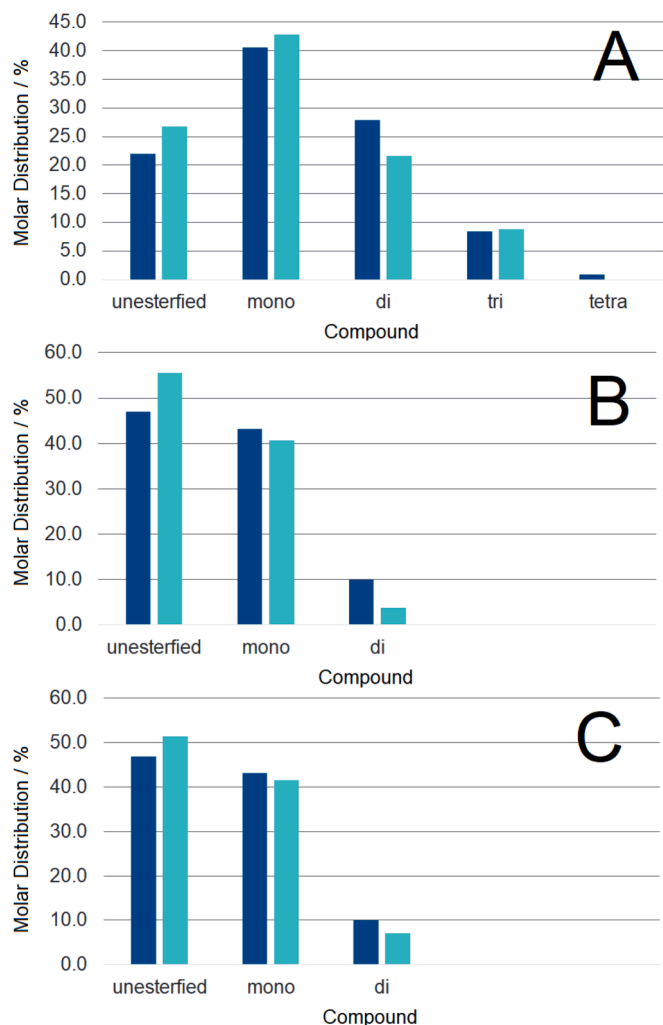 45.0
40.0
35.0
30.0
25.0
20.0
15.0
10.0
5.0
0.0
Molar Distribution / %
A
unesterfied mono di tri tetra
Compound
60.0
50.0
40.0
30.0
20.0
10.0
0.0
Molar Distribution / %
B
unesterfied mono di
Compound
60.0
50.0
40.0
30.0
20.0
10.0
0.0
Molar Distribution / %
C
unesterfied mono di
Compound